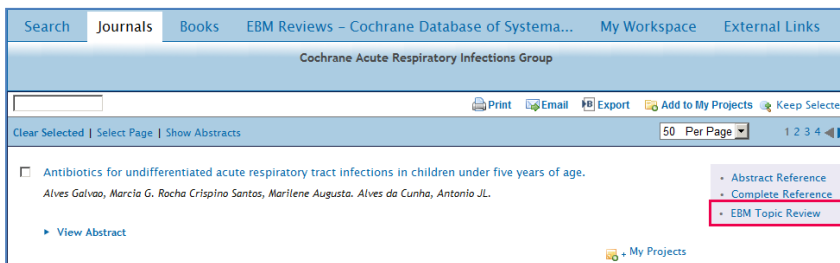 Search Journals Books EBM Reviews – Cochrane Database of Systema... My Workspace External Links
Cochrane Acute Respiratory Infections Group
Print Email Export Add to My Projects Keep Selecte
Clear Selected | Select Page | Show Abstracts 50 Per Page 1 2 3 4
Antibiotics for undifferentiated acute respiratory tract infections in children under five years of age.
Alves Galvao, Marcia G. Rocha Crispino Santos, Marilene Augusta. Alves da Cunha, Antonio JL.
• Abstract Reference
• Complete Reference
• EBM Topic Review
View Abstract
+ My Projects